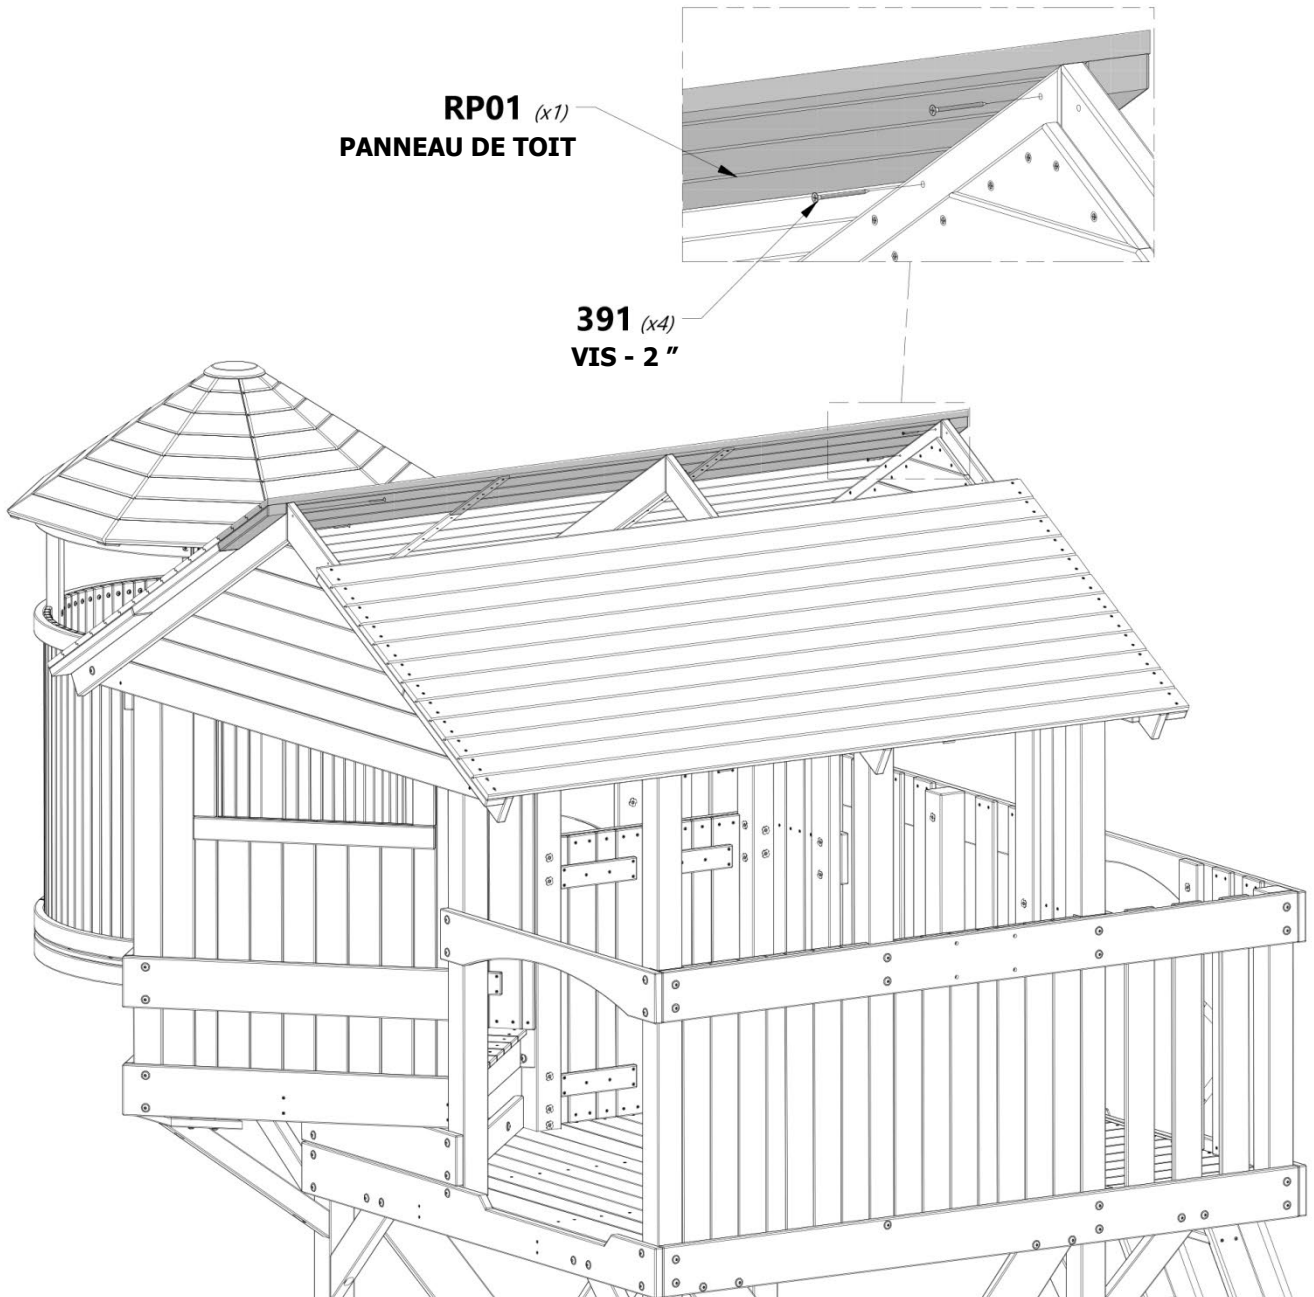 RP01 (x1)
PANNEAU DE TOIT
391 (x4)
VIS - 2 ”